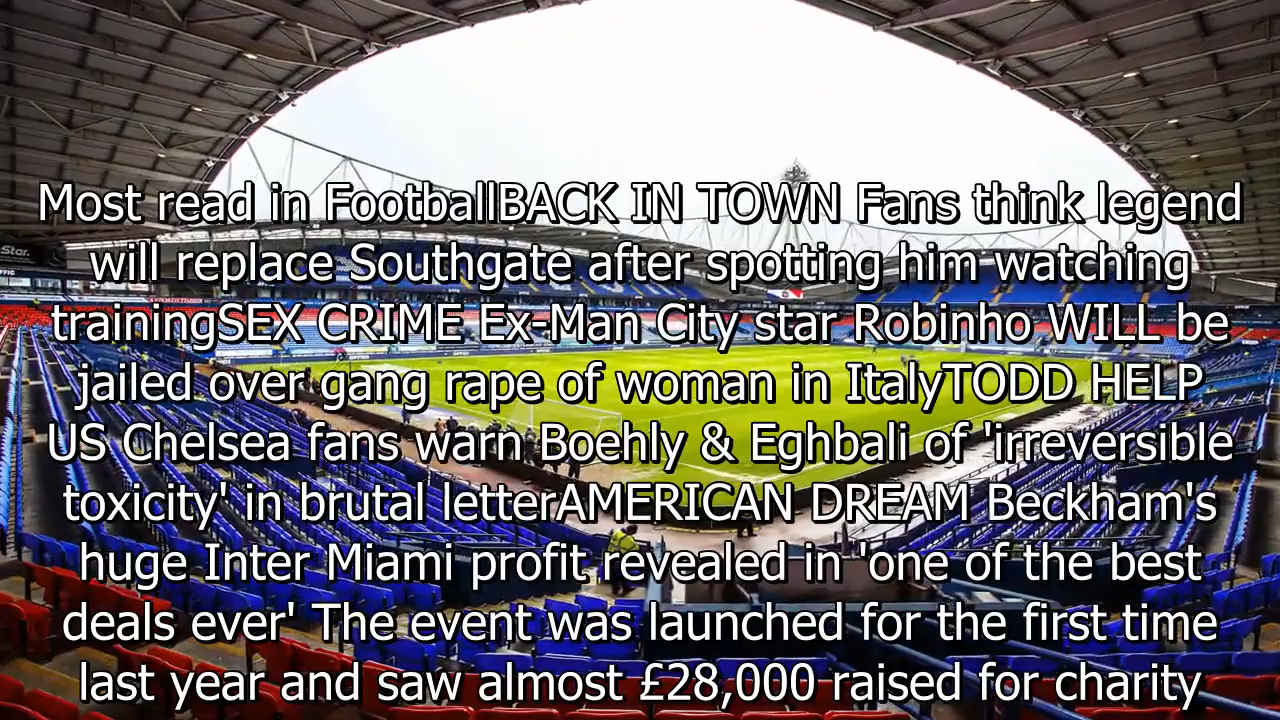 Most read in FootballBACK IN TOWN Fans think legend
will replace Southgate after spotting him watching
trainingSEX CRIME Ex-Man City star Robinho WILL be
jailed over gang rape of woman in ItalyTODD HELP
US Chelsea fans warn Boehly & Eghbali of 'irreversible
toxicity' in brutal letterAMERICAN DREAM Beckham's
huge Inter Miami profit revealed in 'one of the best
deals ever' The event was launched for the first time
last year and saw almost £28,000 raised for charity
Star.